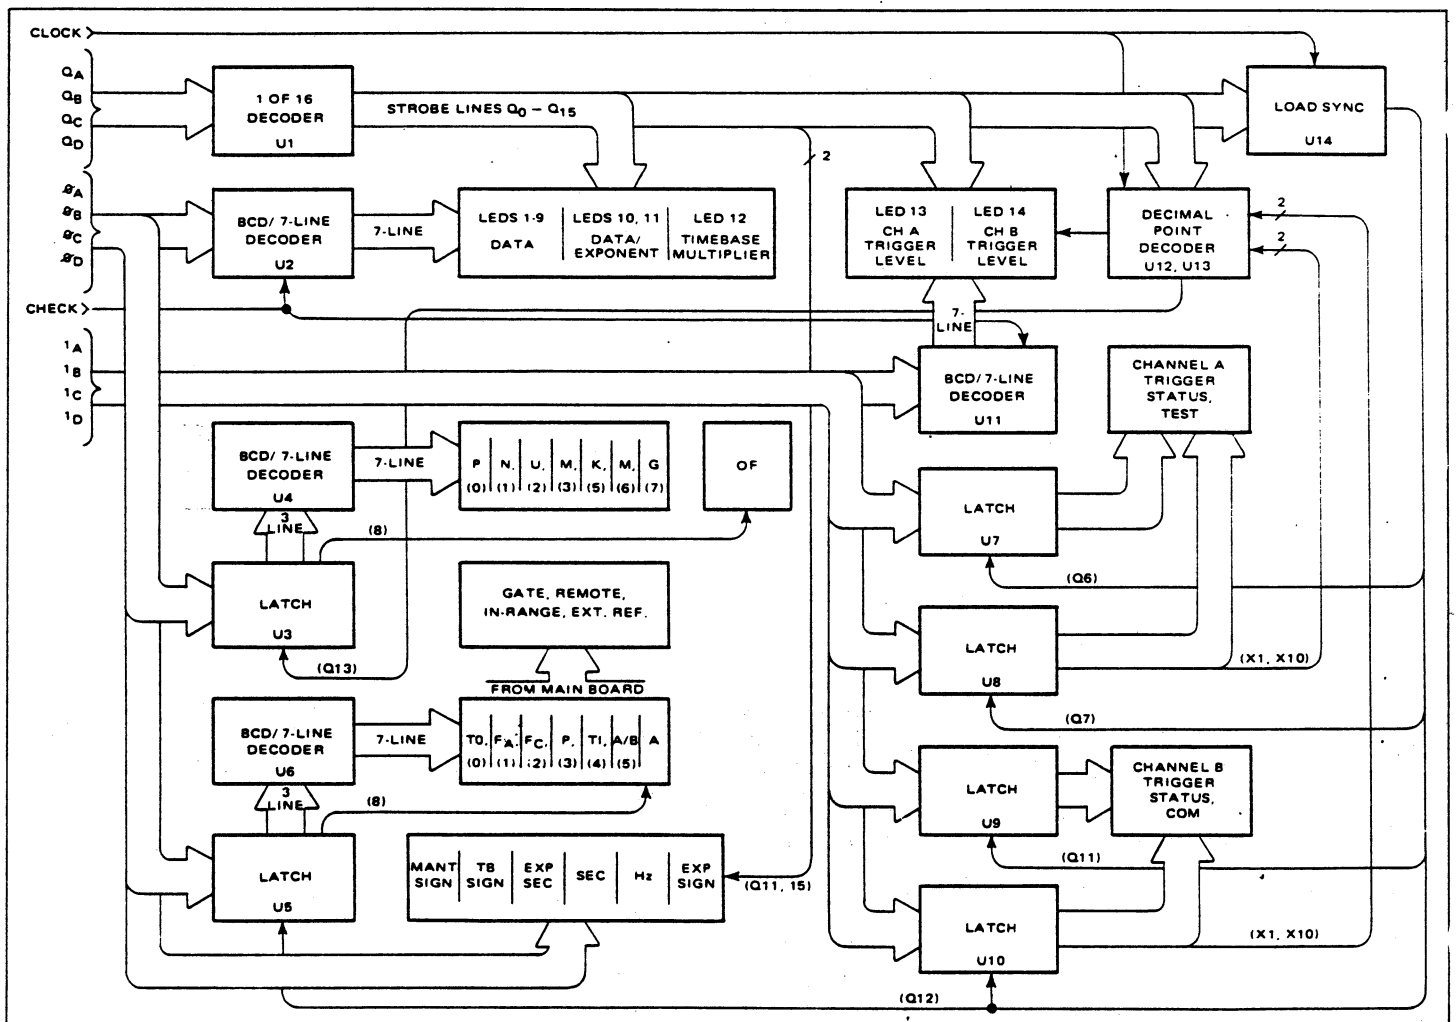 CLOCK
QA
QB
QC
QD
1 OF 16
DECODER
U1
STROBE LINES Q0 – Q15
LOAD SYNC
U14
2
ØA
ØB
ØC
ØD
BCD/ 7-LINE
DECODER
U2
7-LINE
LEDS 1-9
DATA
LEDS 10, 11
DATA/
EXPONENT
LED 12
TIMEBASE
MULTIPLIER
LED 13
CH A
TRIGGER
LEVEL
LED 14
CH B
TRIGGER
LEVEL
DECIMAL
POINT
DECODER
U12, U13
2
2
CHECK
7-
LINE
1A
1B
1C
1D
BCD/ 7-LINE
DECODER
U11
CHANNEL A
TRIGGER
STATUS,
TEST
BCD/ 7-LINE
DECODER
U4
7-LINE
P N, U, M, K, M, G
(0) (1) (2) (3) (5) (6) (7)
OF
3
LINE
(8)
LATCH
U7
(Q6)
LATCH
U3
(Q13)
GATE, REMOTE,
IN-RANGE, EXT. REF.
FROM MAIN BOARD
LATCH
U8
(X1, X10)
(Q7)
BCD/ 7-LINE
DECODER
U6
7-LINE
T0, FA, FC, P, T1, A/B A
(0) (1) (2) (3) (4) (5)
3
LINE
(8)
LATCH
U9
CHANNEL B
TRIGGER
STATUS,
COM
(Q11)
LATCH
U5
MANT
SIGN
TB
SIGN
EXP
SEC
SEC
Hz
EXP
SIGN
(Q11, 15)
LATCH
U10
(X1, X10)
(Q12)